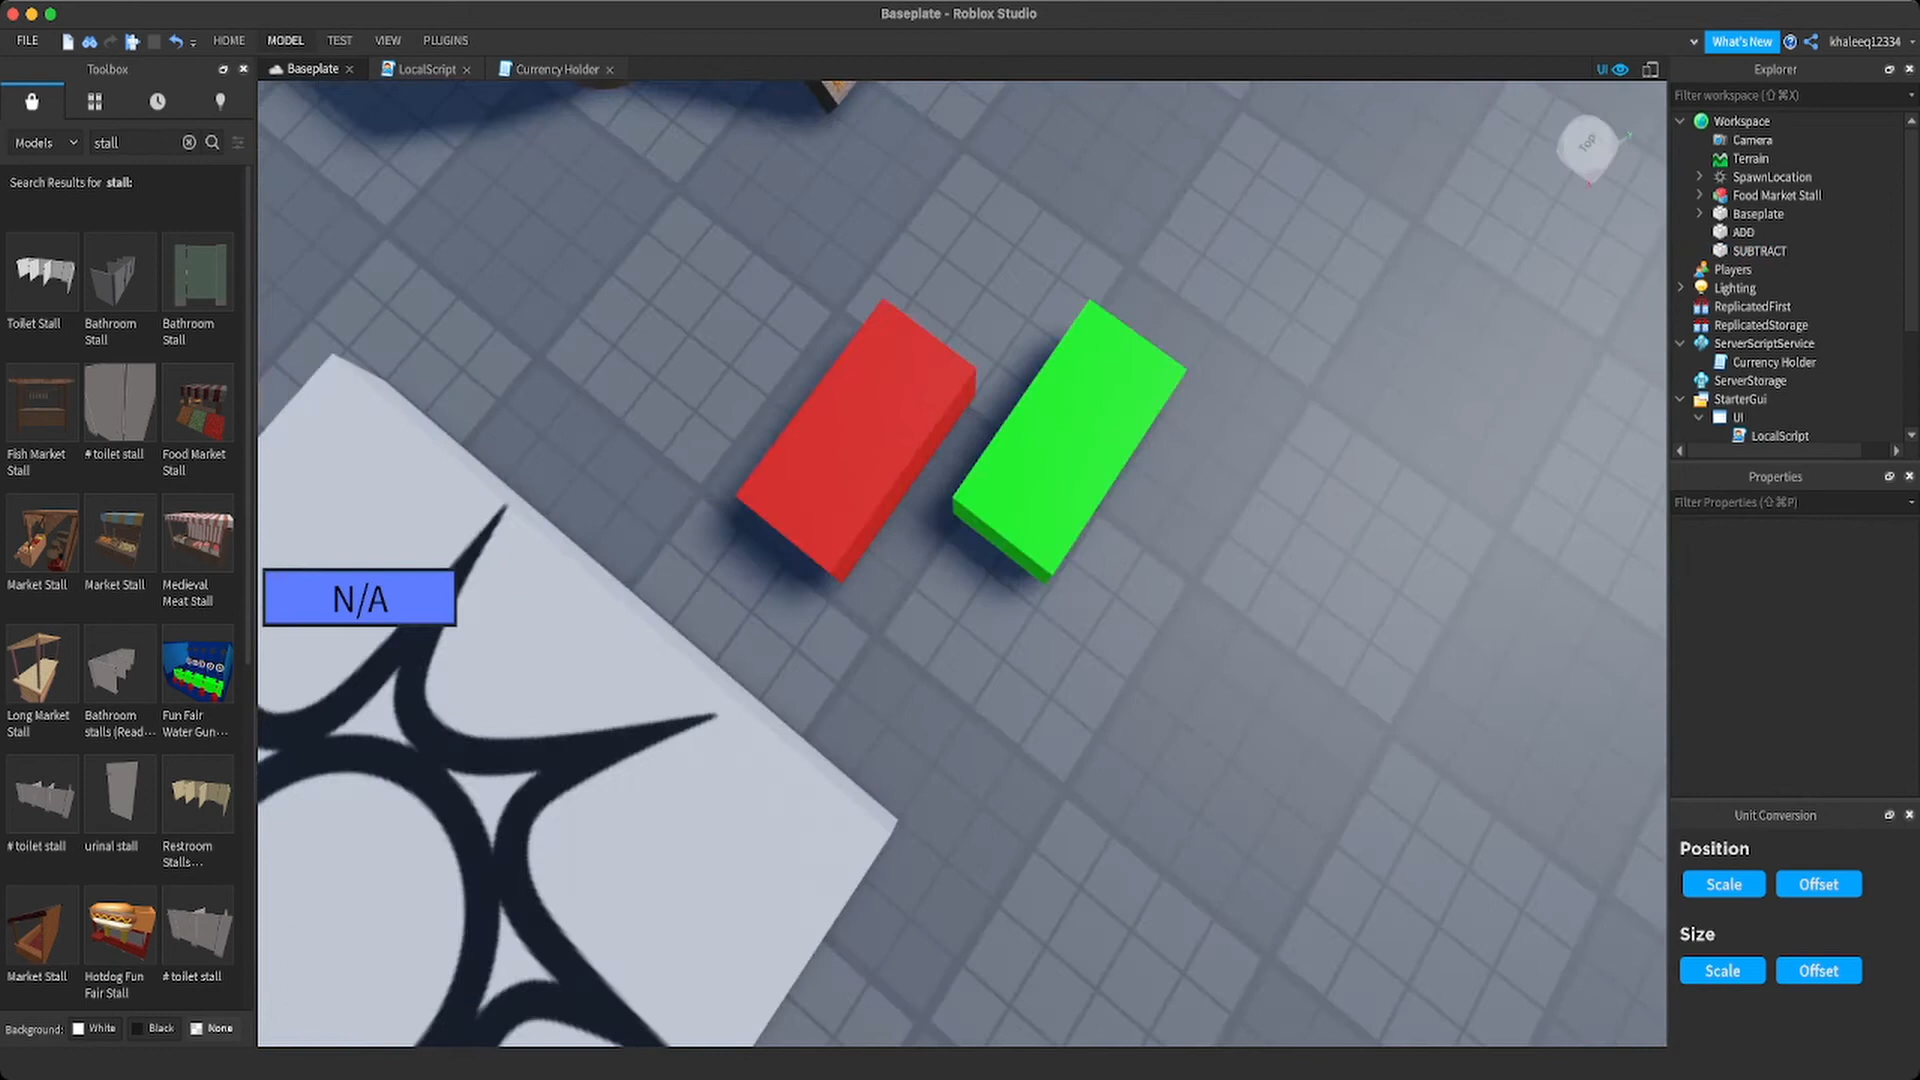 Baseplate - Roblox Studio
FILE
HOME
MODEL
TEST
VIEW
PLUGINS
What's New
khaleeq12334
Toolbox
Baseplate
LocalScript
Currency Holder
UI
Models
stall
Search Results for stall:
Toilet Stall
Bathroom Stall
Bathroom Stall
Fish Market Stall
# toilet stall
Food Market Stall
Market Stall
Market Stall
Medieval Meat Stall
Long Market Stall
Bathroom stalls (Read...
Fun Fair Water Gun...
# toilet stall
urinal stall
Restroom Stalls...
Market Stall
Hotdog Fun Fair Stall
# toilet stall
Background:
White
Black
None
N/A
Top
Explorer
Filter workspace (⇧⌘X)
Workspace
Camera
Terrain
SpawnLocation
Food Market Stall
Baseplate
ADD
SUBTRACT
Players
Lighting
ReplicatedFirst
ReplicatedStorage
ServerScriptService
Currency Holder
ServerStorage
StarterGui
UI
LocalScript
Properties
Filter Properties (⇧⌘P)
Unit Conversion
Position
Scale
Offset
Size
Scale
Offset